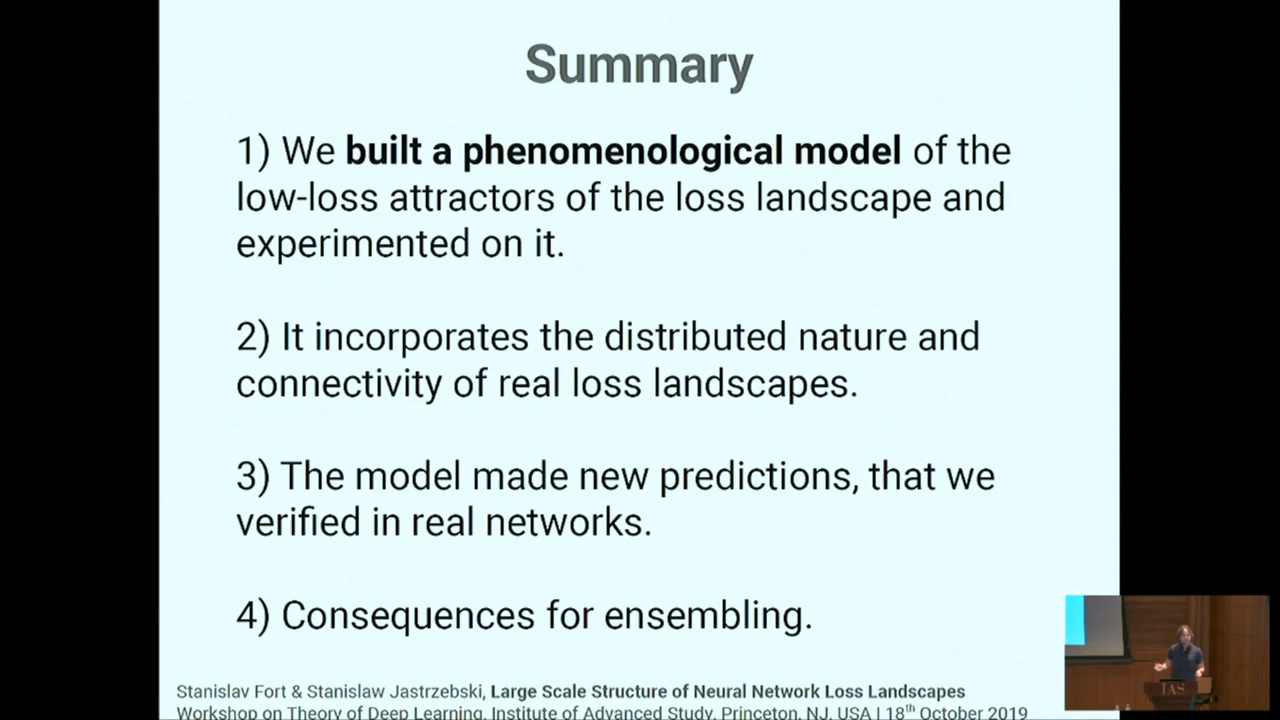 Summary
1) We built a phenomenological model of the
low-loss attractors of the loss landscape and
experimented on it.
2) It incorporates the distributed nature and
connectivity of real loss landscapes.
3) The model made new predictions, that we
verified in real networks.
4) Consequences for ensembling.
Stanislav Fort & Stanislaw Jastrzebski, Large Scale Structure of Neural Network Loss Landscapes
Workshop on Theory of Deep Learning, Institute of Advanced Study, Princeton, NJ, USA | 18th October 2019
IAS